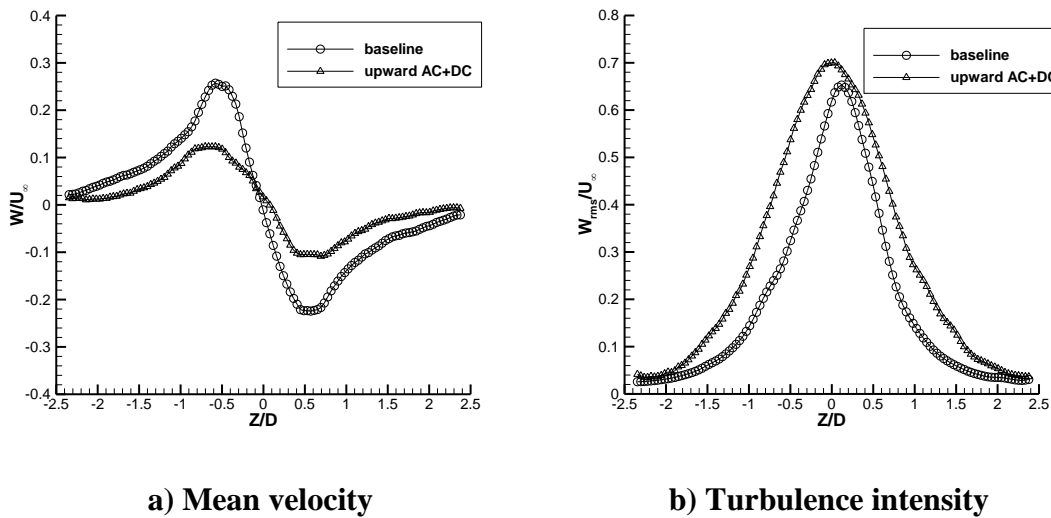 W/U∞
0.4
0.3
0.2
0.1
0
-0.1
-0.2
-0.3
-0.4
-2.5 -2 -1.5 -1 -0.5 0 0.5 1 1.5 2 2.5
Z/D
baseline
upward AC+DC
a) Mean velocity
Wrms/U∞
0.8
0.7
0.6
0.5
0.4
0.3
0.2
0.1
0
-2.5 -2 -1.5 -1 -0.5 0 0.5 1 1.5 2 2.5
Z/D
baseline
upward AC+DC
b) Turbulence intensity